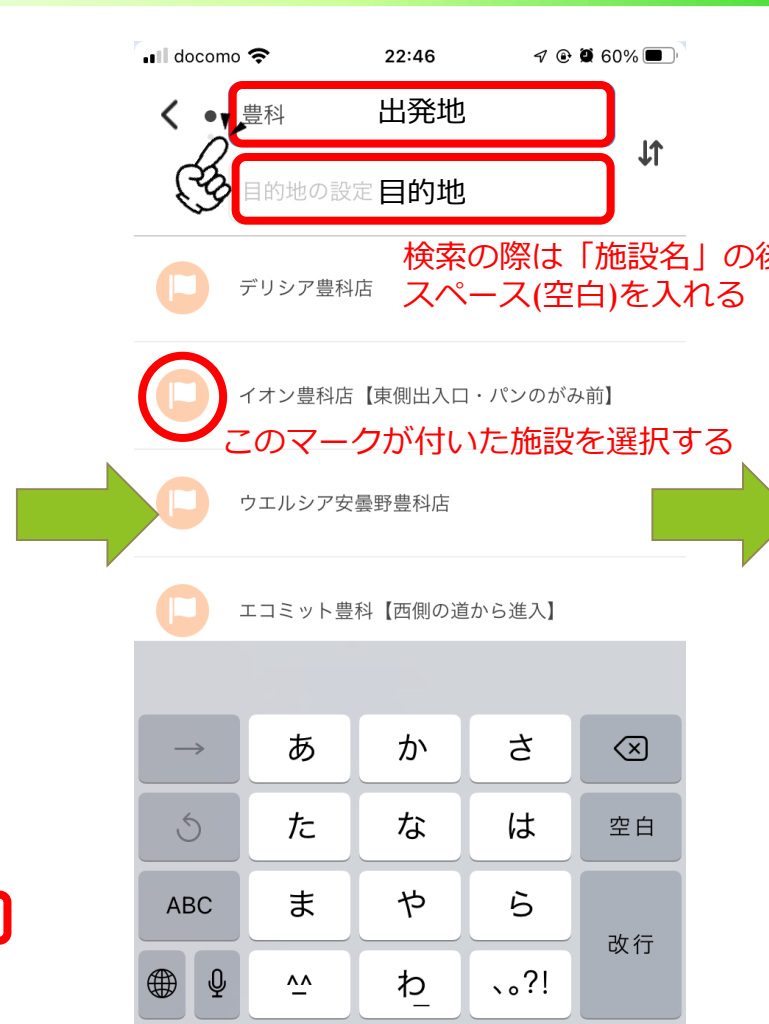 docomo 22:46 60%
豊科 出発地
目的地の設定 目的地
検索の際は「施設名」の後
スペース(空白)を入れる
デリシア豊科店
イオン豊科店【東側出入口・パンのがみ前】
このマークが付いた施設を選択する
ウエルシア安曇野豊科店
エコミット豊科【西側の道から進入】
→ あ か さ
た な は 空白
ABC ま や ら
改行
^^ わ 、。?!